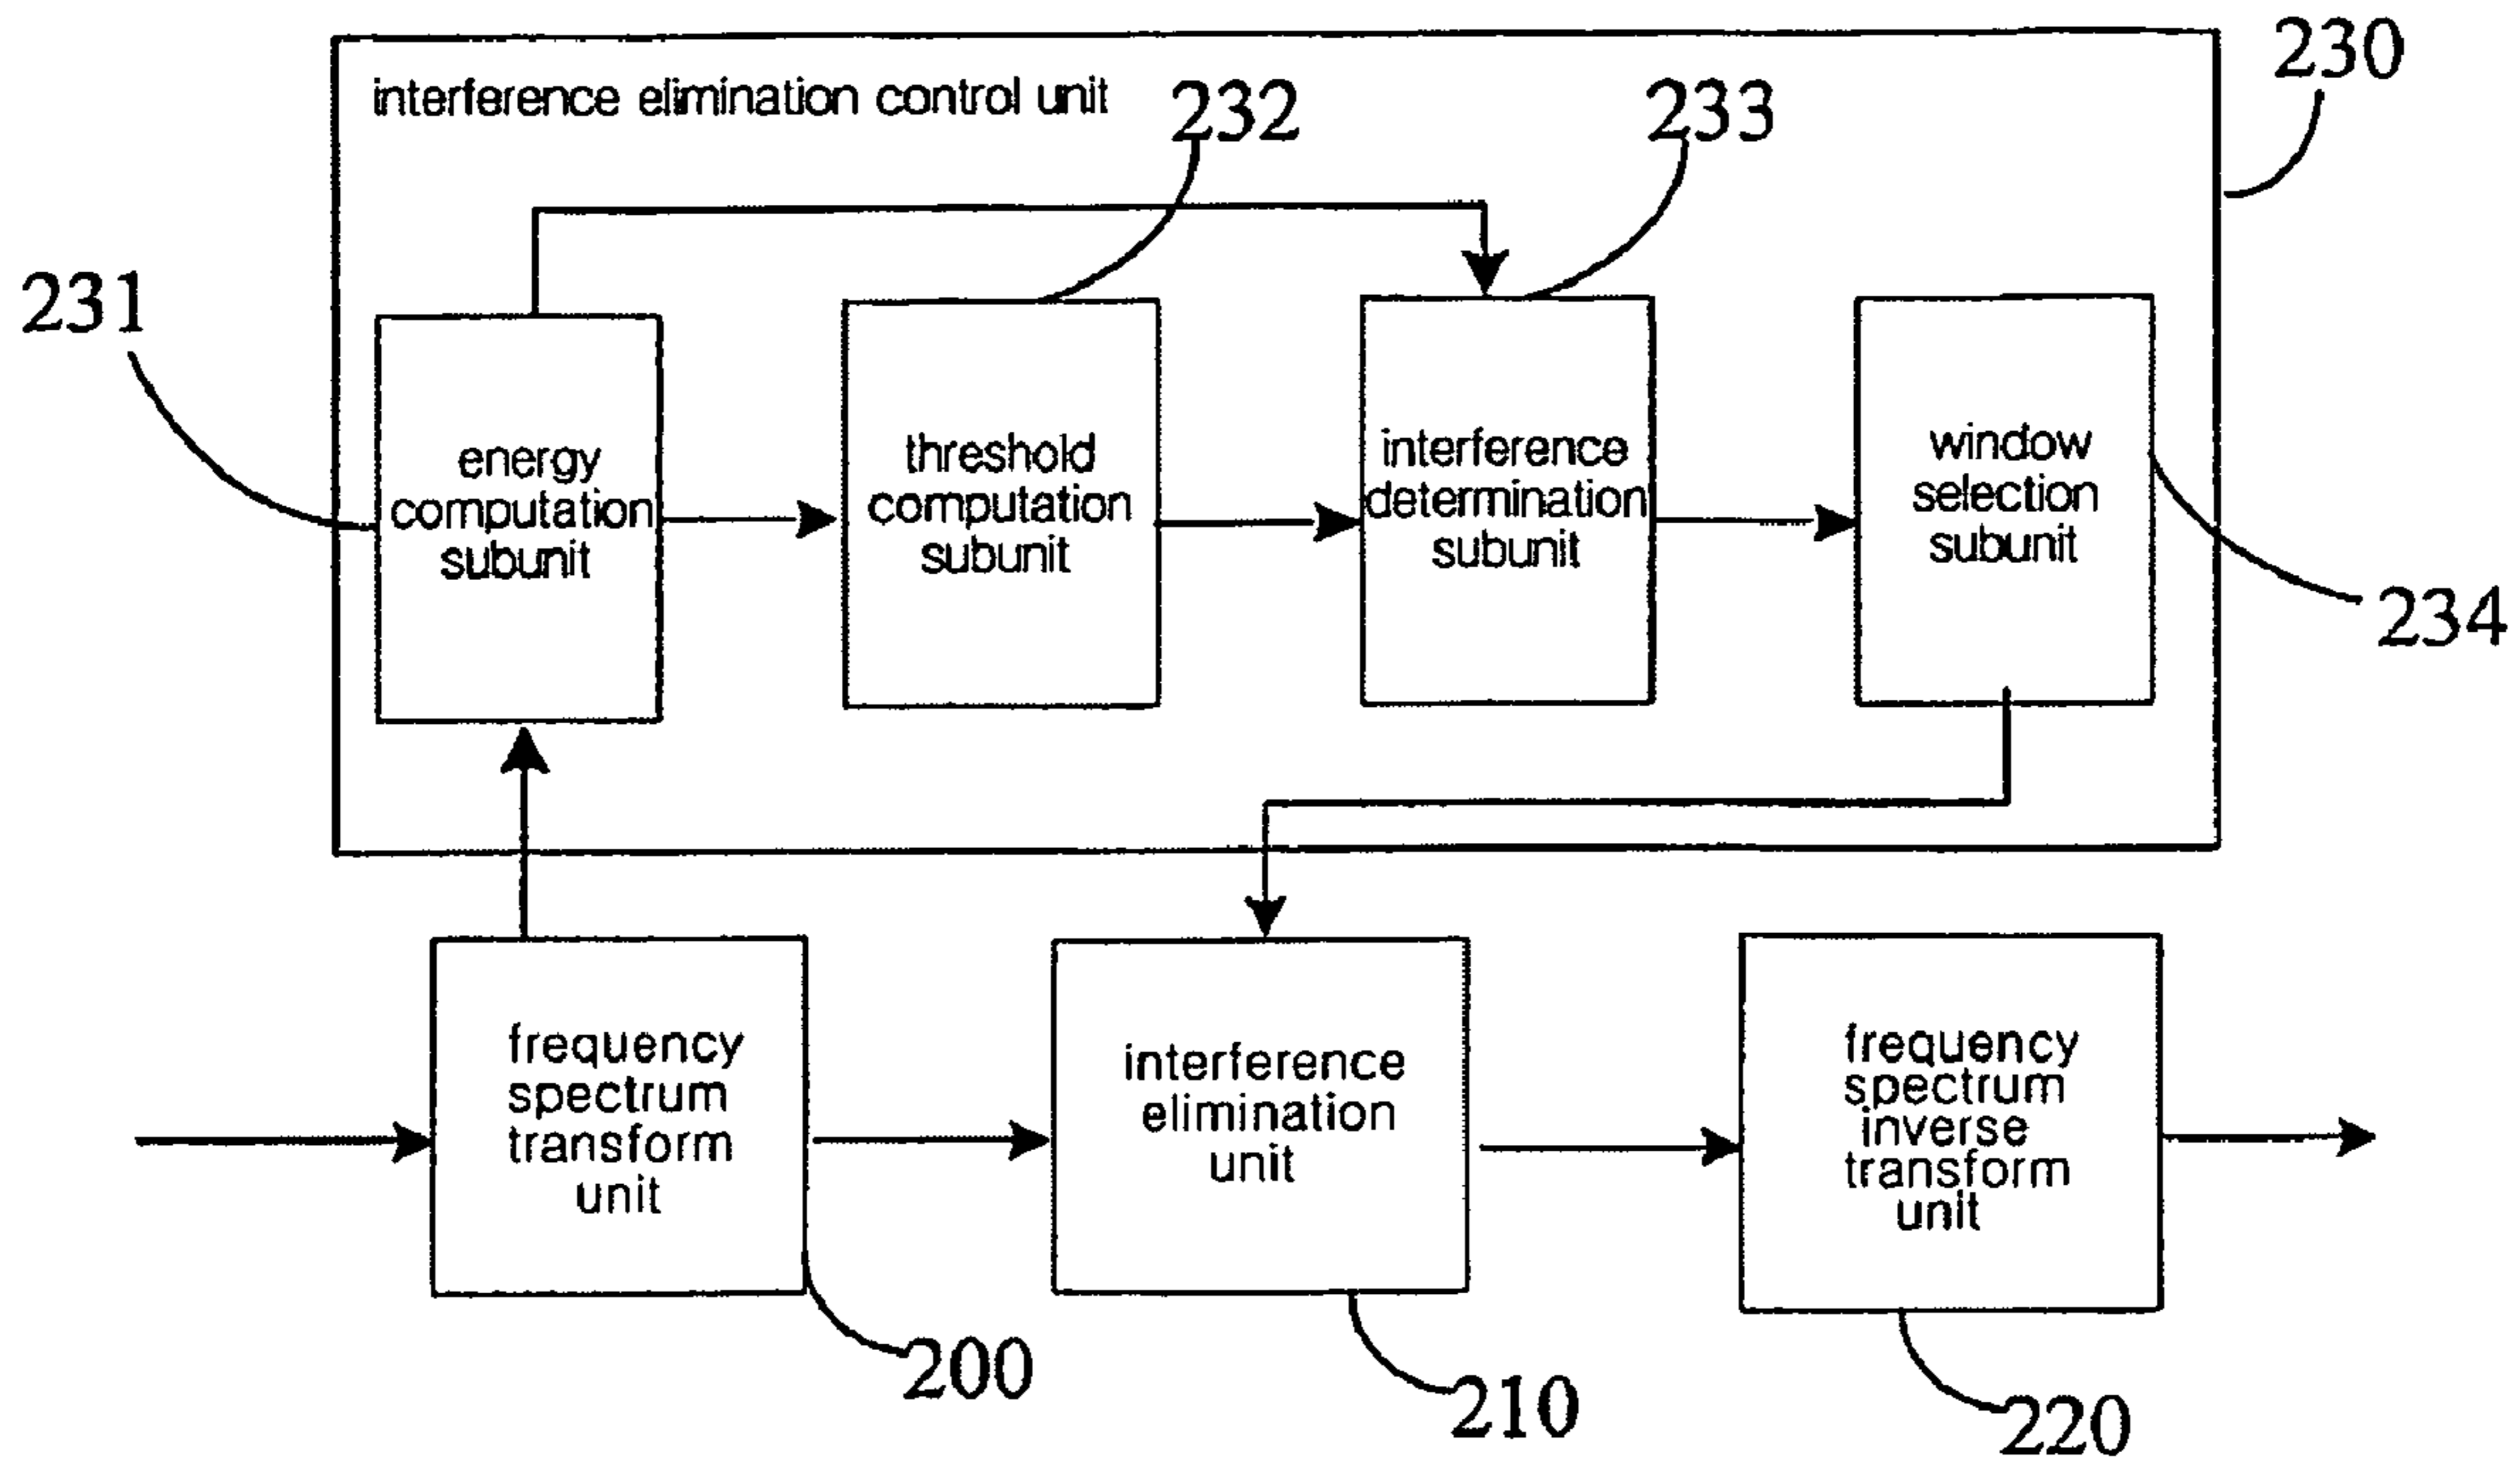 230
interference elimination control unit
232
233
231
energy
computation
subunit
threshold
computation
subunit
interference
determination
subunit
window
selection
subunit
234
frequency
spectrum
transform
unit
interference
elimination
unit
frequency
spectrum
inverse
transform
unit
200
210
220